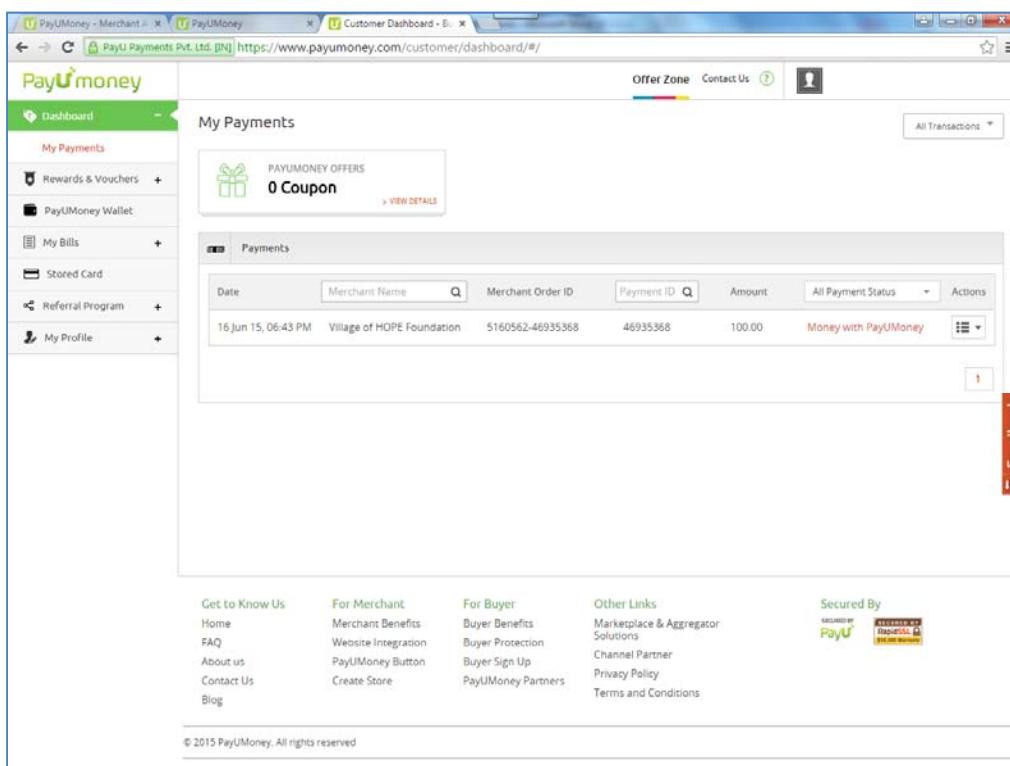 PayUMoney - Merchant A
PayUMoney
Customer Dashboard - Bu
PayU Payments Pvt. Ltd. [IN] https://www.payumoney.com/customer/dashboard/#/
PayUmoney
Offer Zone Contact Us ?
Dashboard -
My Payments
Rewards & Vouchers +
PayUMoney Wallet
My Bills +
Stored Card
Referral Program +
My Profile +
My Payments
All Transactions
PAYUMONEY OFFERS
0 Coupon
> VIEW DETAILS
Payments
Date Merchant Name Merchant Order ID Payment ID Amount All Payment Status Actions
16 Jun 15, 06:43 PM Village of HOPE Foundation 5160562-46935368 46935368 100.00 Money with PayUMoney
1
Get to Know Us
Home
FAQ
About us
Contact Us
Blog
For Merchant
Merchant Benefits
Website Integration
PayUMoney Button
Create Store
For Buyer
Buyer Benefits
Buyer Protection
Buyer Sign Up
PayUMoney Partners
Other Links
Marketplace & Aggregator
Solutions
Channel Partner
Privacy Policy
Terms and Conditions
Secured By
SECURED BY
PayU
SECURED BY
RapidSSL
© 2015 PayUMoney. All rights reserved